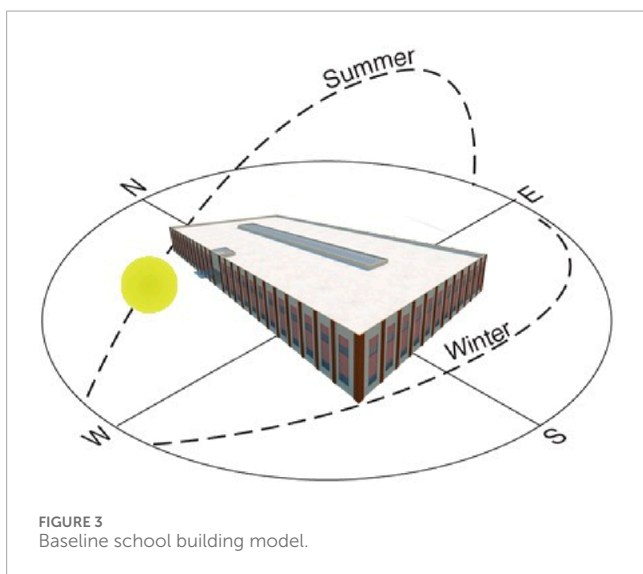 Summer
N
E
Winter
W
S
FIGURE 3
Baseline school building model.